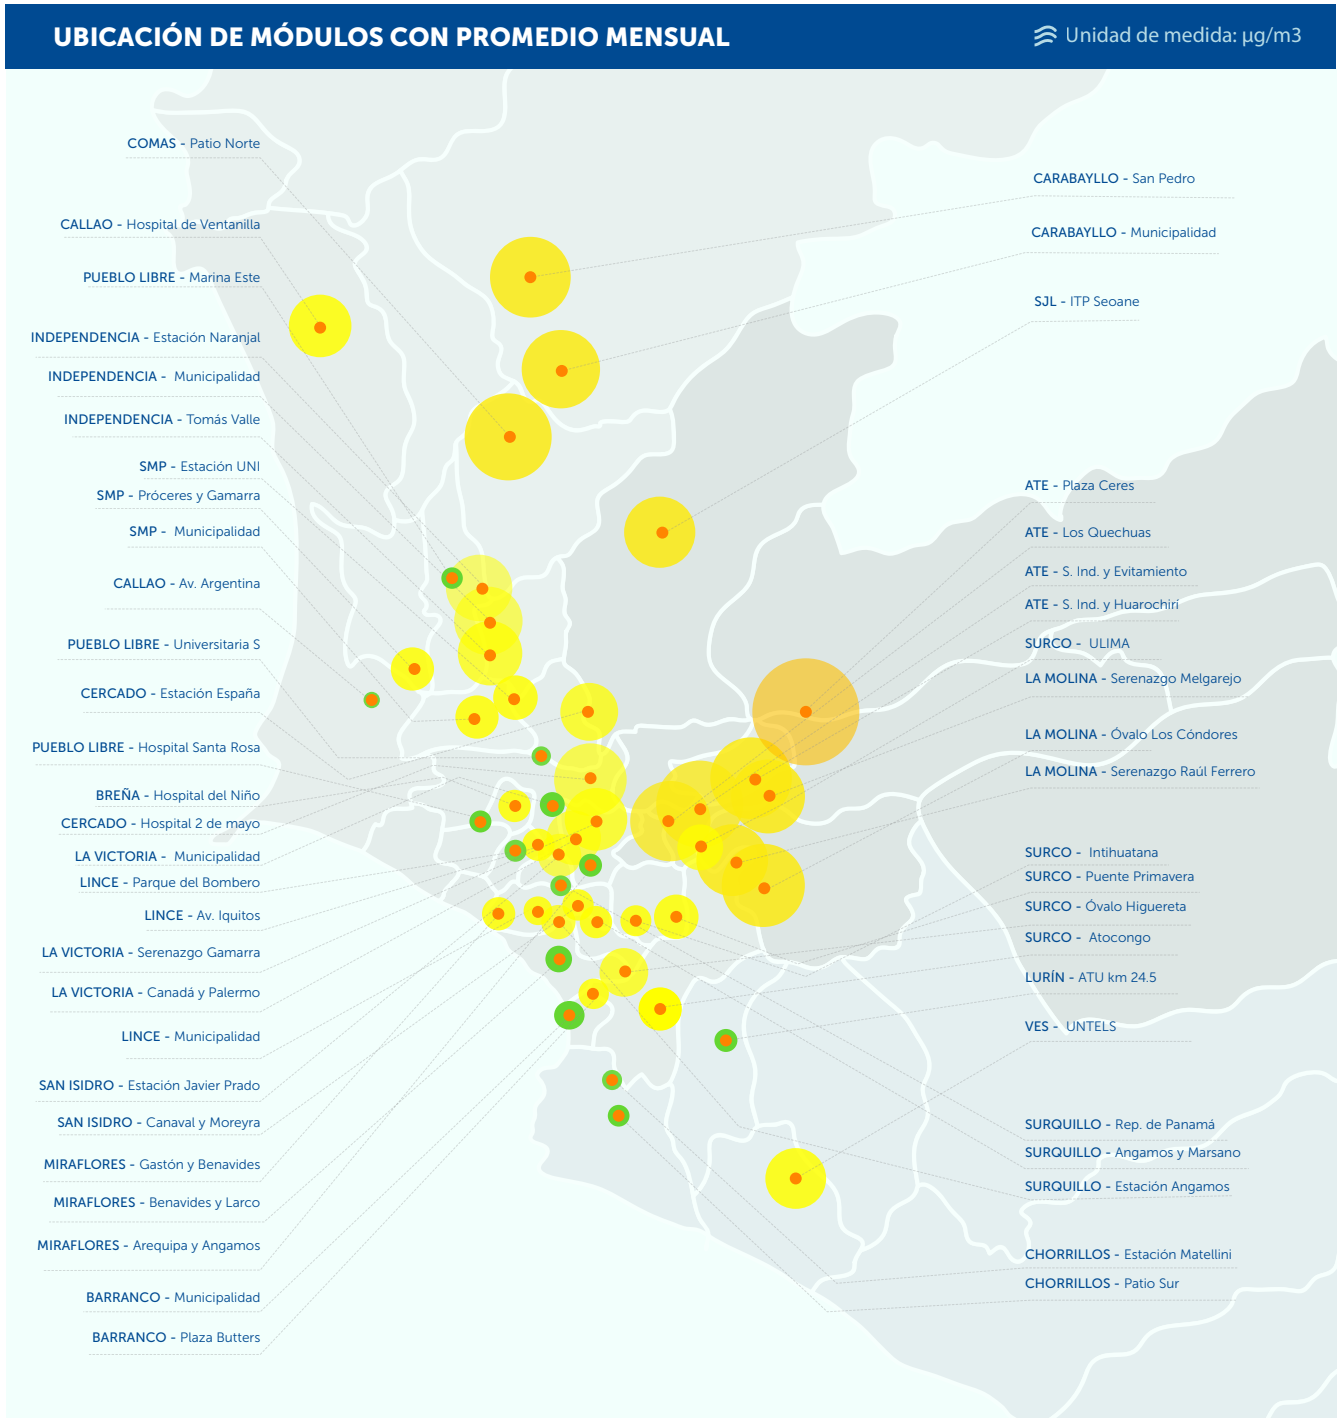 UBICACIÓN DE MÓDULOS CON PROMEDIO MENSUAL
Unidad de medida: µg/m3
COMAS - Patio Norte
CALLAO - Hospital de Ventanilla
PUEBLO LIBRE - Marina Este
INDEPENDENCIA - Estación Naranjal
INDEPENDENCIA - Municipalidad
INDEPENDENCIA - Tomás Valle
SMP - Estación UNI
SMP - Próceres y Gamarra
SMP - Municipalidad
CALLAO - Av. Argentina
PUEBLO LIBRE - Universitaria S
CERCADO - Estación España
PUEBLO LIBRE - Hospital Santa Rosa
BREÑA - Hospital del Niño
CERCADO - Hospital 2 de mayo
LA VICTORIA - Municipalidad
LINCE - Parque del Bombero
LINCE - Av. Iquitos
LA VICTORIA - Serenazgo Gamarra
LA VICTORIA - Canadá y Palermo
LINCE - Municipalidad
SAN ISIDRO - Estación Javier Prado
SAN ISIDRO - Canaval y Moreyra
MIRAFLORES - Gastón y Benavides
MIRAFLORES - Benavides y Larco
MIRAFLORES - Arequipa y Angamos
BARRANCO - Municipalidad
BARRANCO - Plaza Butters
CARABAYLLO - San Pedro
CARABAYLLO - Municipalidad
SJL - ITP Seoane
ATE - Plaza Ceres
ATE - Los Quechuas
ATE - S. Ind. y Evitamiento
ATE - S. Ind. y Huarochirí
SURCO - ULIMA
LA MOLINA - Serenazgo Melgarejo
LA MOLINA - Óvalo Los Cóndores
LA MOLINA - Serenazgo Raúl Ferrero
SURCO - Intihuatana
SURCO - Puente Primavera
SURCO - Óvalo Higuereta
SURCO - Atocongo
LURÍN - ATU km 24.5
VES - UNTELS
SURQUILLO - Rep. de Panamá
SURQUILLO - Angamos y Marsano
SURQUILLO - Estación Angamos
CHORRILLOS - Estación Matellini
CHORRILLOS - Patio Sur